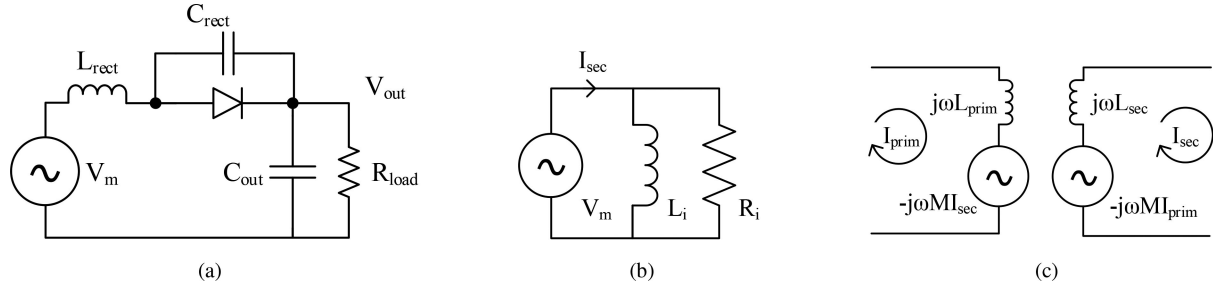 C_rect
L_rect
V_out
V_m
C_out
R_load
(a)
I_sec
V_m
L_i
R_i
(b)
jωL_prim
jωL_sec
I_prim
I_sec
-jωMI_sec
-jωMI_prim
(c)